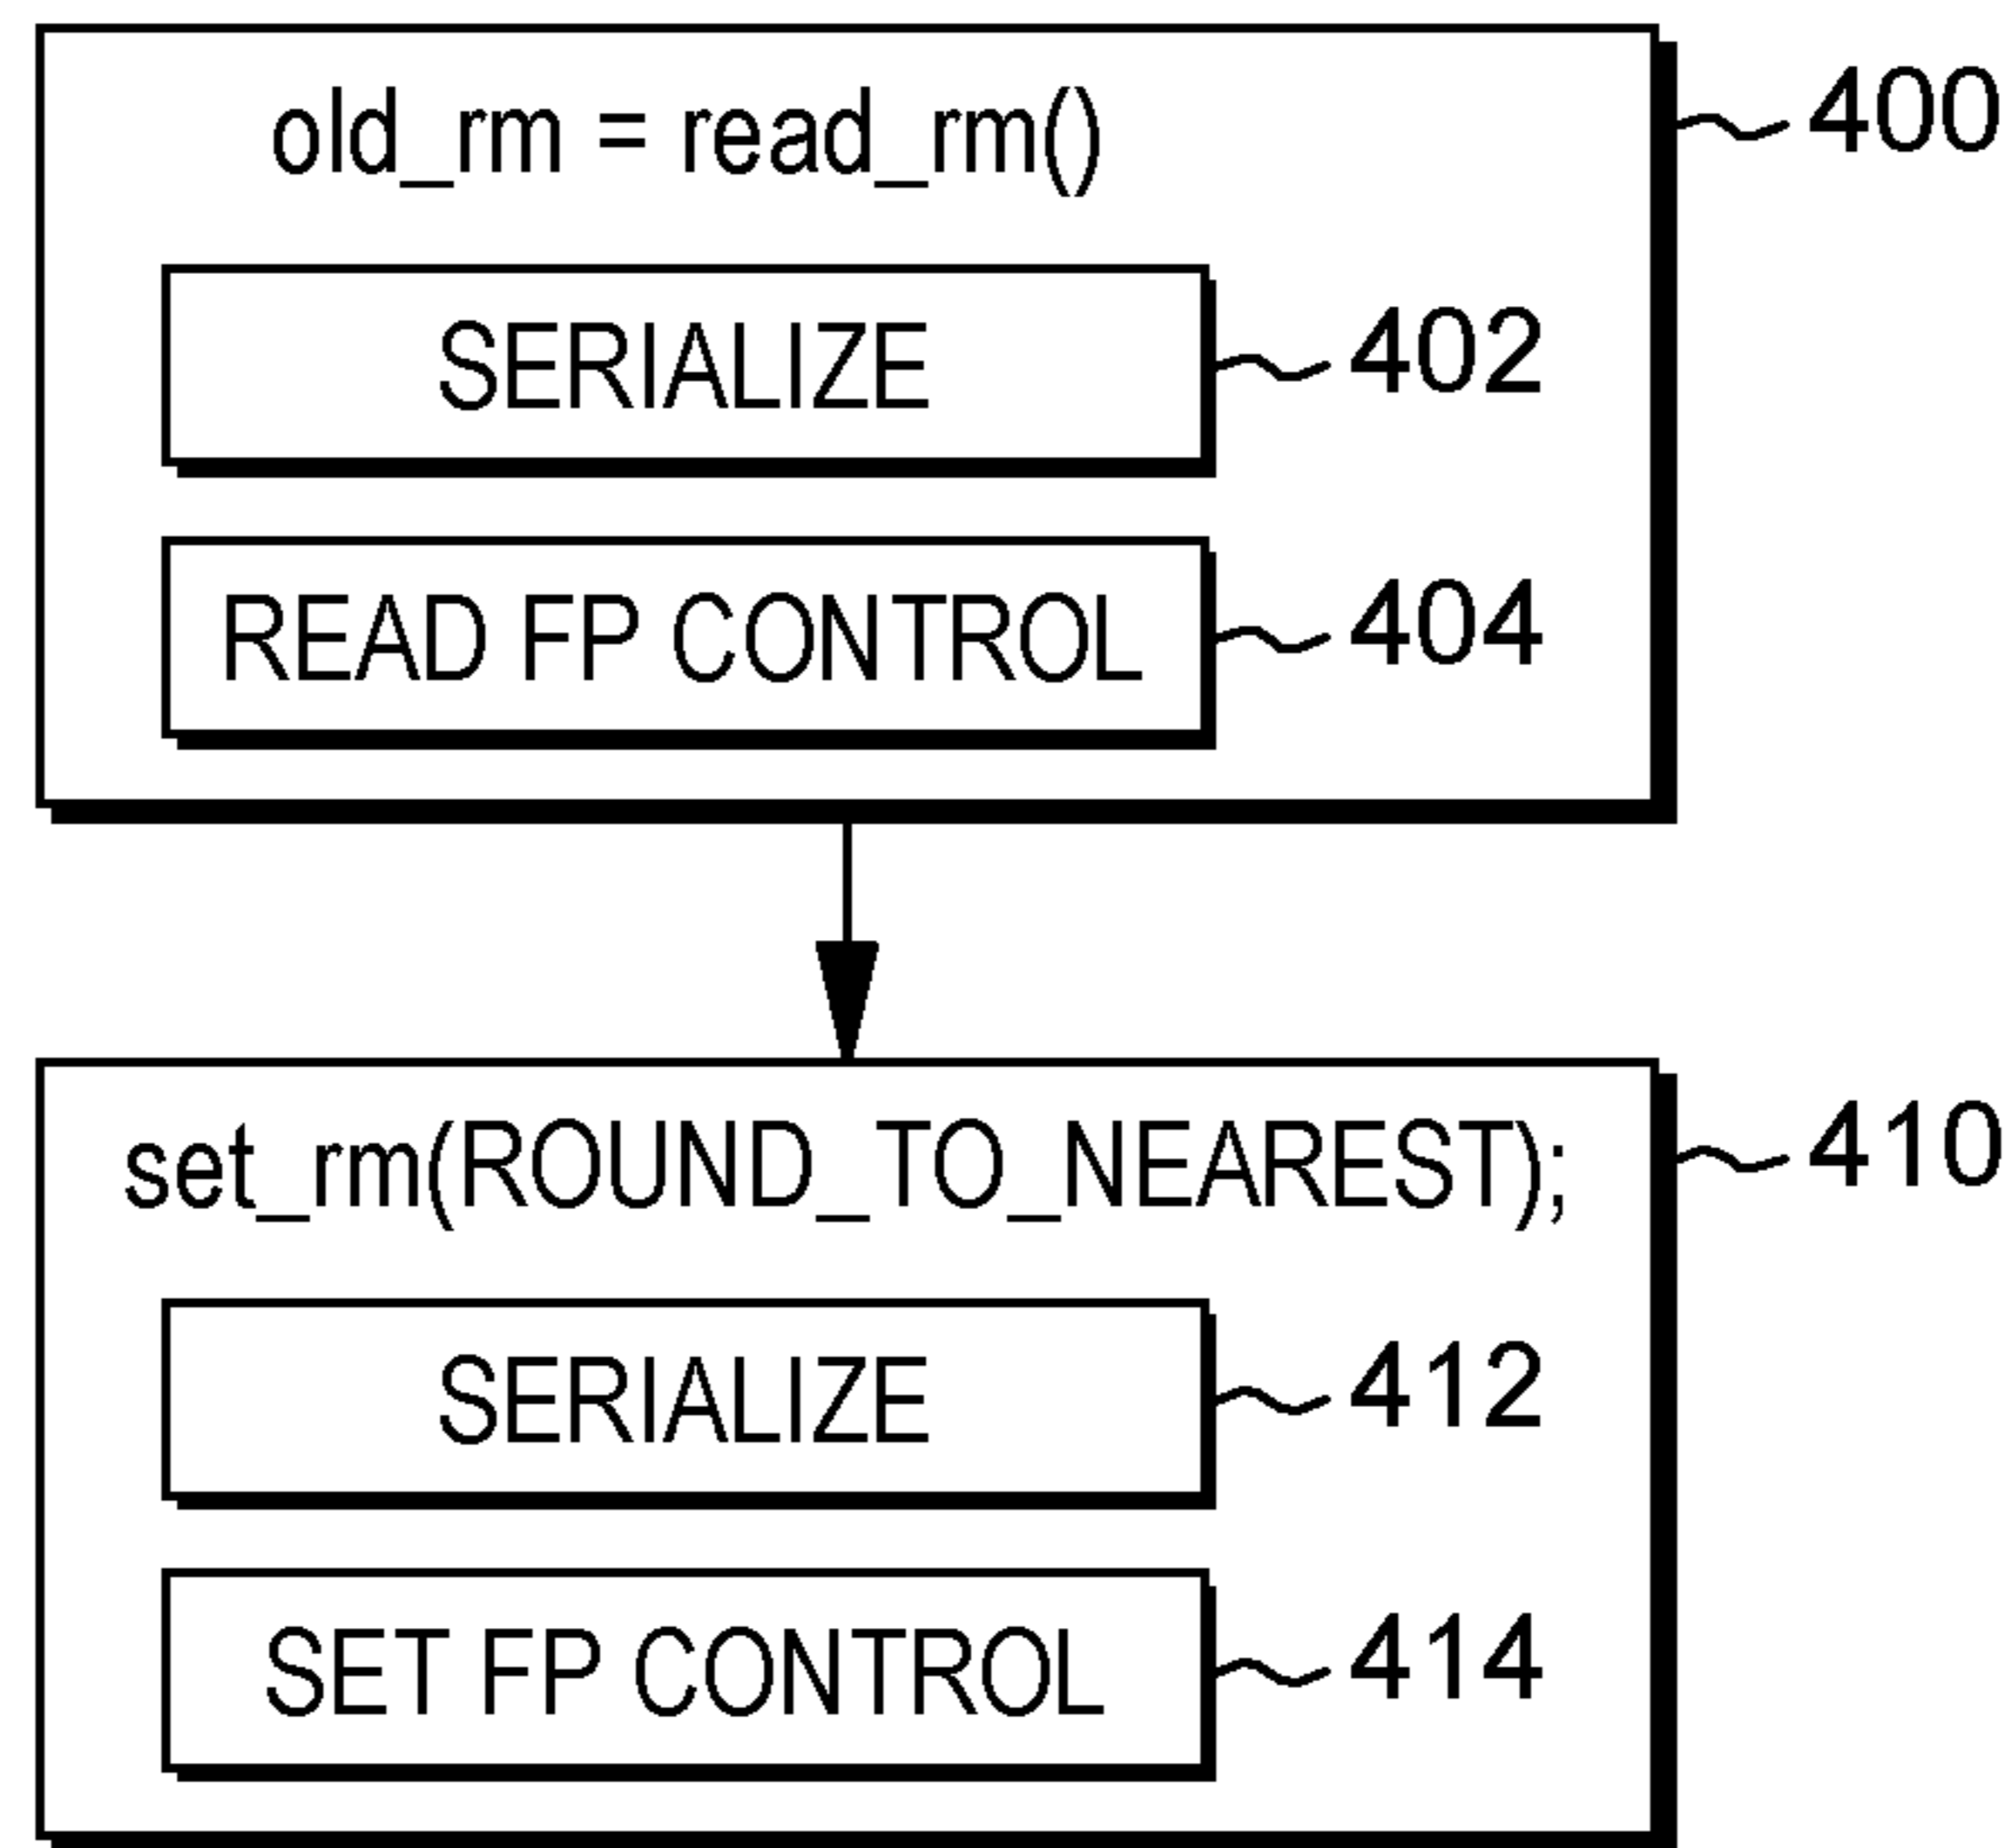 old_rm = read_rm() 400
SERIALIZE 402
READ FP CONTROL 404
set_rm(ROUND_TO_NEAREST); 410
SERIALIZE 412
SET FP CONTROL 414